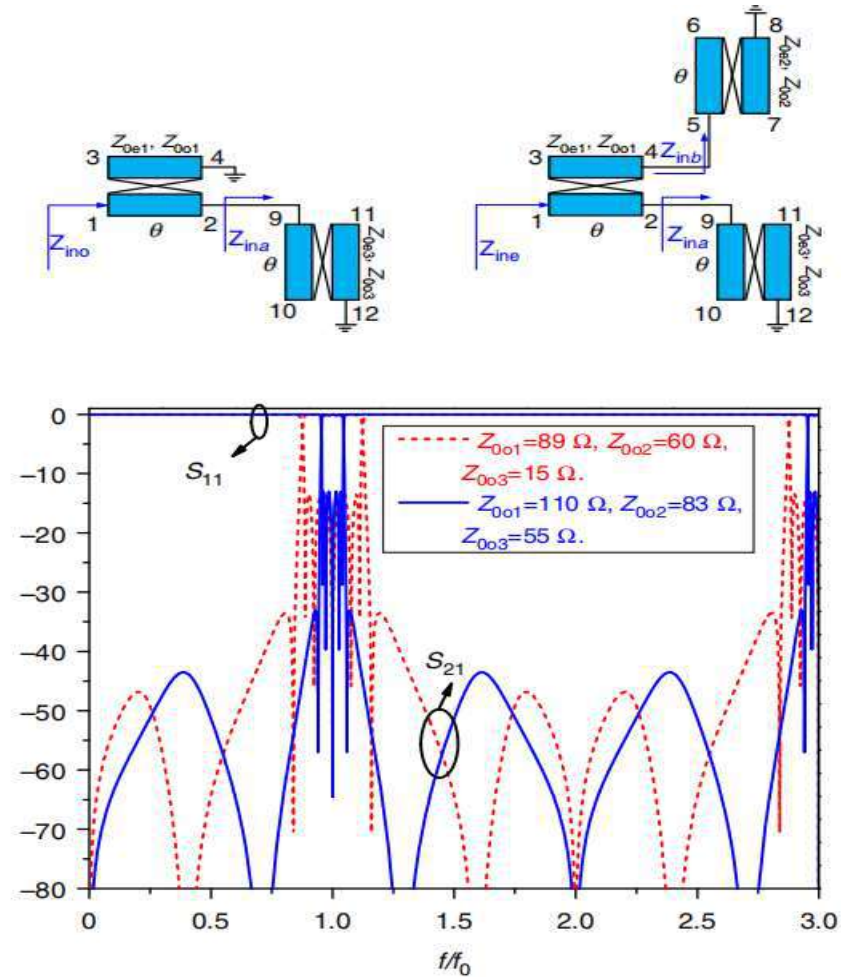 3 Z0e1, Z0o1 4
1 θ 2
Zino
Zina
9 11
θ
Z0e3, Z0o3
10 12
6 8
θ
Z0e2, Z0o2
5 7
3 Z0e1, Z0o1 4
Zinb
1 θ 2
Zine
Zina
9 11
θ
Z0e3, Z0o3
10 12
0
−10
−20
−30
−40
−50
−60
−70
−80
S11
S21
Z0o1=89 Ω, Z0o2=60 Ω,
Z0o3=15 Ω.
Z0o1=110 Ω, Z0o2=83 Ω,
Z0o3=55 Ω.
0 0.5 1.0 1.5 2.0 2.5 3.0
f/f0